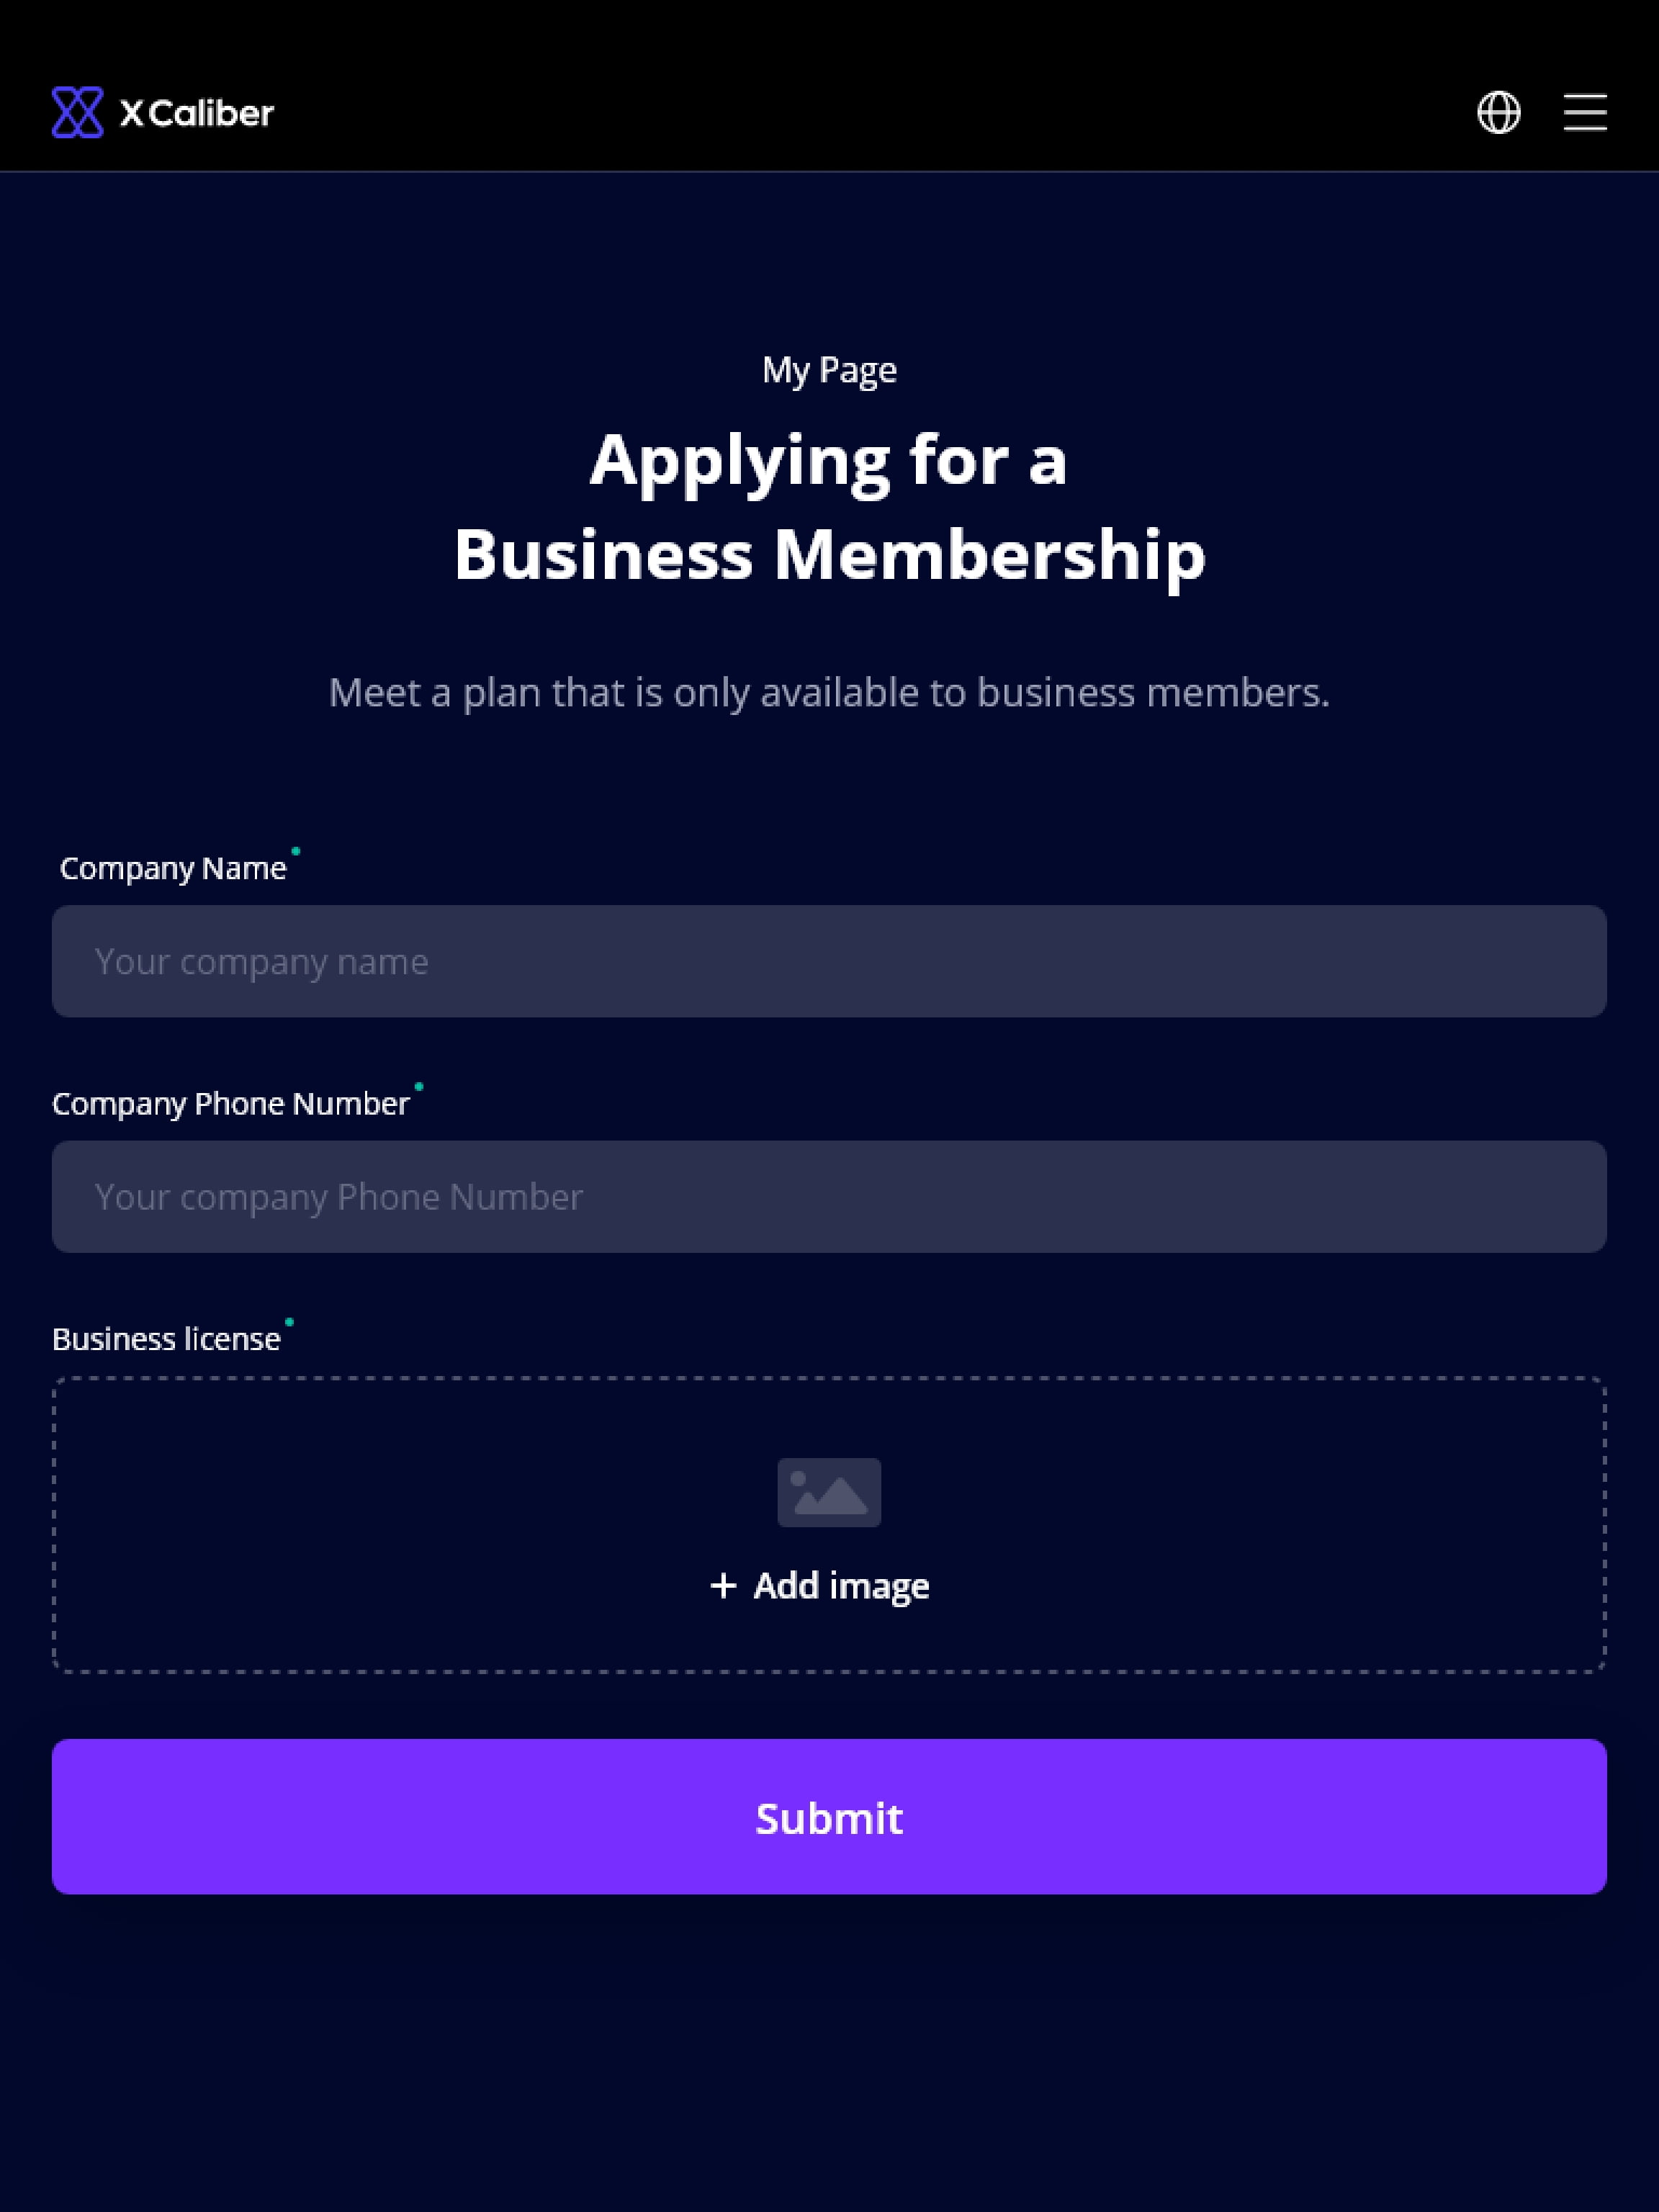 X Caliber
My Page
Applying for a
Business Membership
Meet a plan that is only available to business members.
Company Name
Your company name
Company Phone Number
Your company Phone Number
Business license
+ Add image
Submit